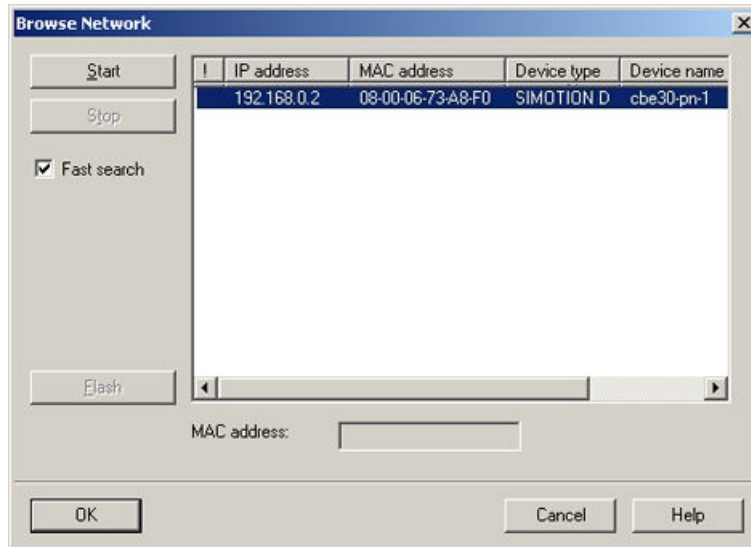 Browse Network
Start
Stop
Fast search
Flash
! IP address MAC address Device type Device name
192.168.0.2 08-00-06-73-A8-F0 SIMOTION D cbe30-pn-1
MAC address:
OK Cancel Help